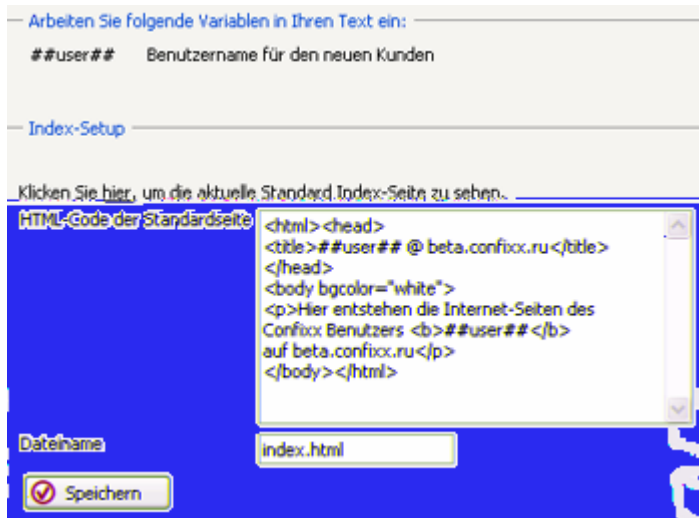 Arbeiten Sie folgende Variablen in Ihren Text ein:
##user## Benutzername für den neuen Kunden
Index-Setup
Klicken Sie hier, um die aktuelle Standard Index-Seite zu sehen.
HTML-Code der Standardseite
<html><head>
<title>##user## @ beta.confixx.ru</title>
</head>
<body bgcolor="white">
<p>Hier entstehen die Internet-Seiten des
Confixx Benutzers <b>##user##</b>
auf beta.confixx.ru</p>
</body></html>
Dateiname
index.html
Speichern